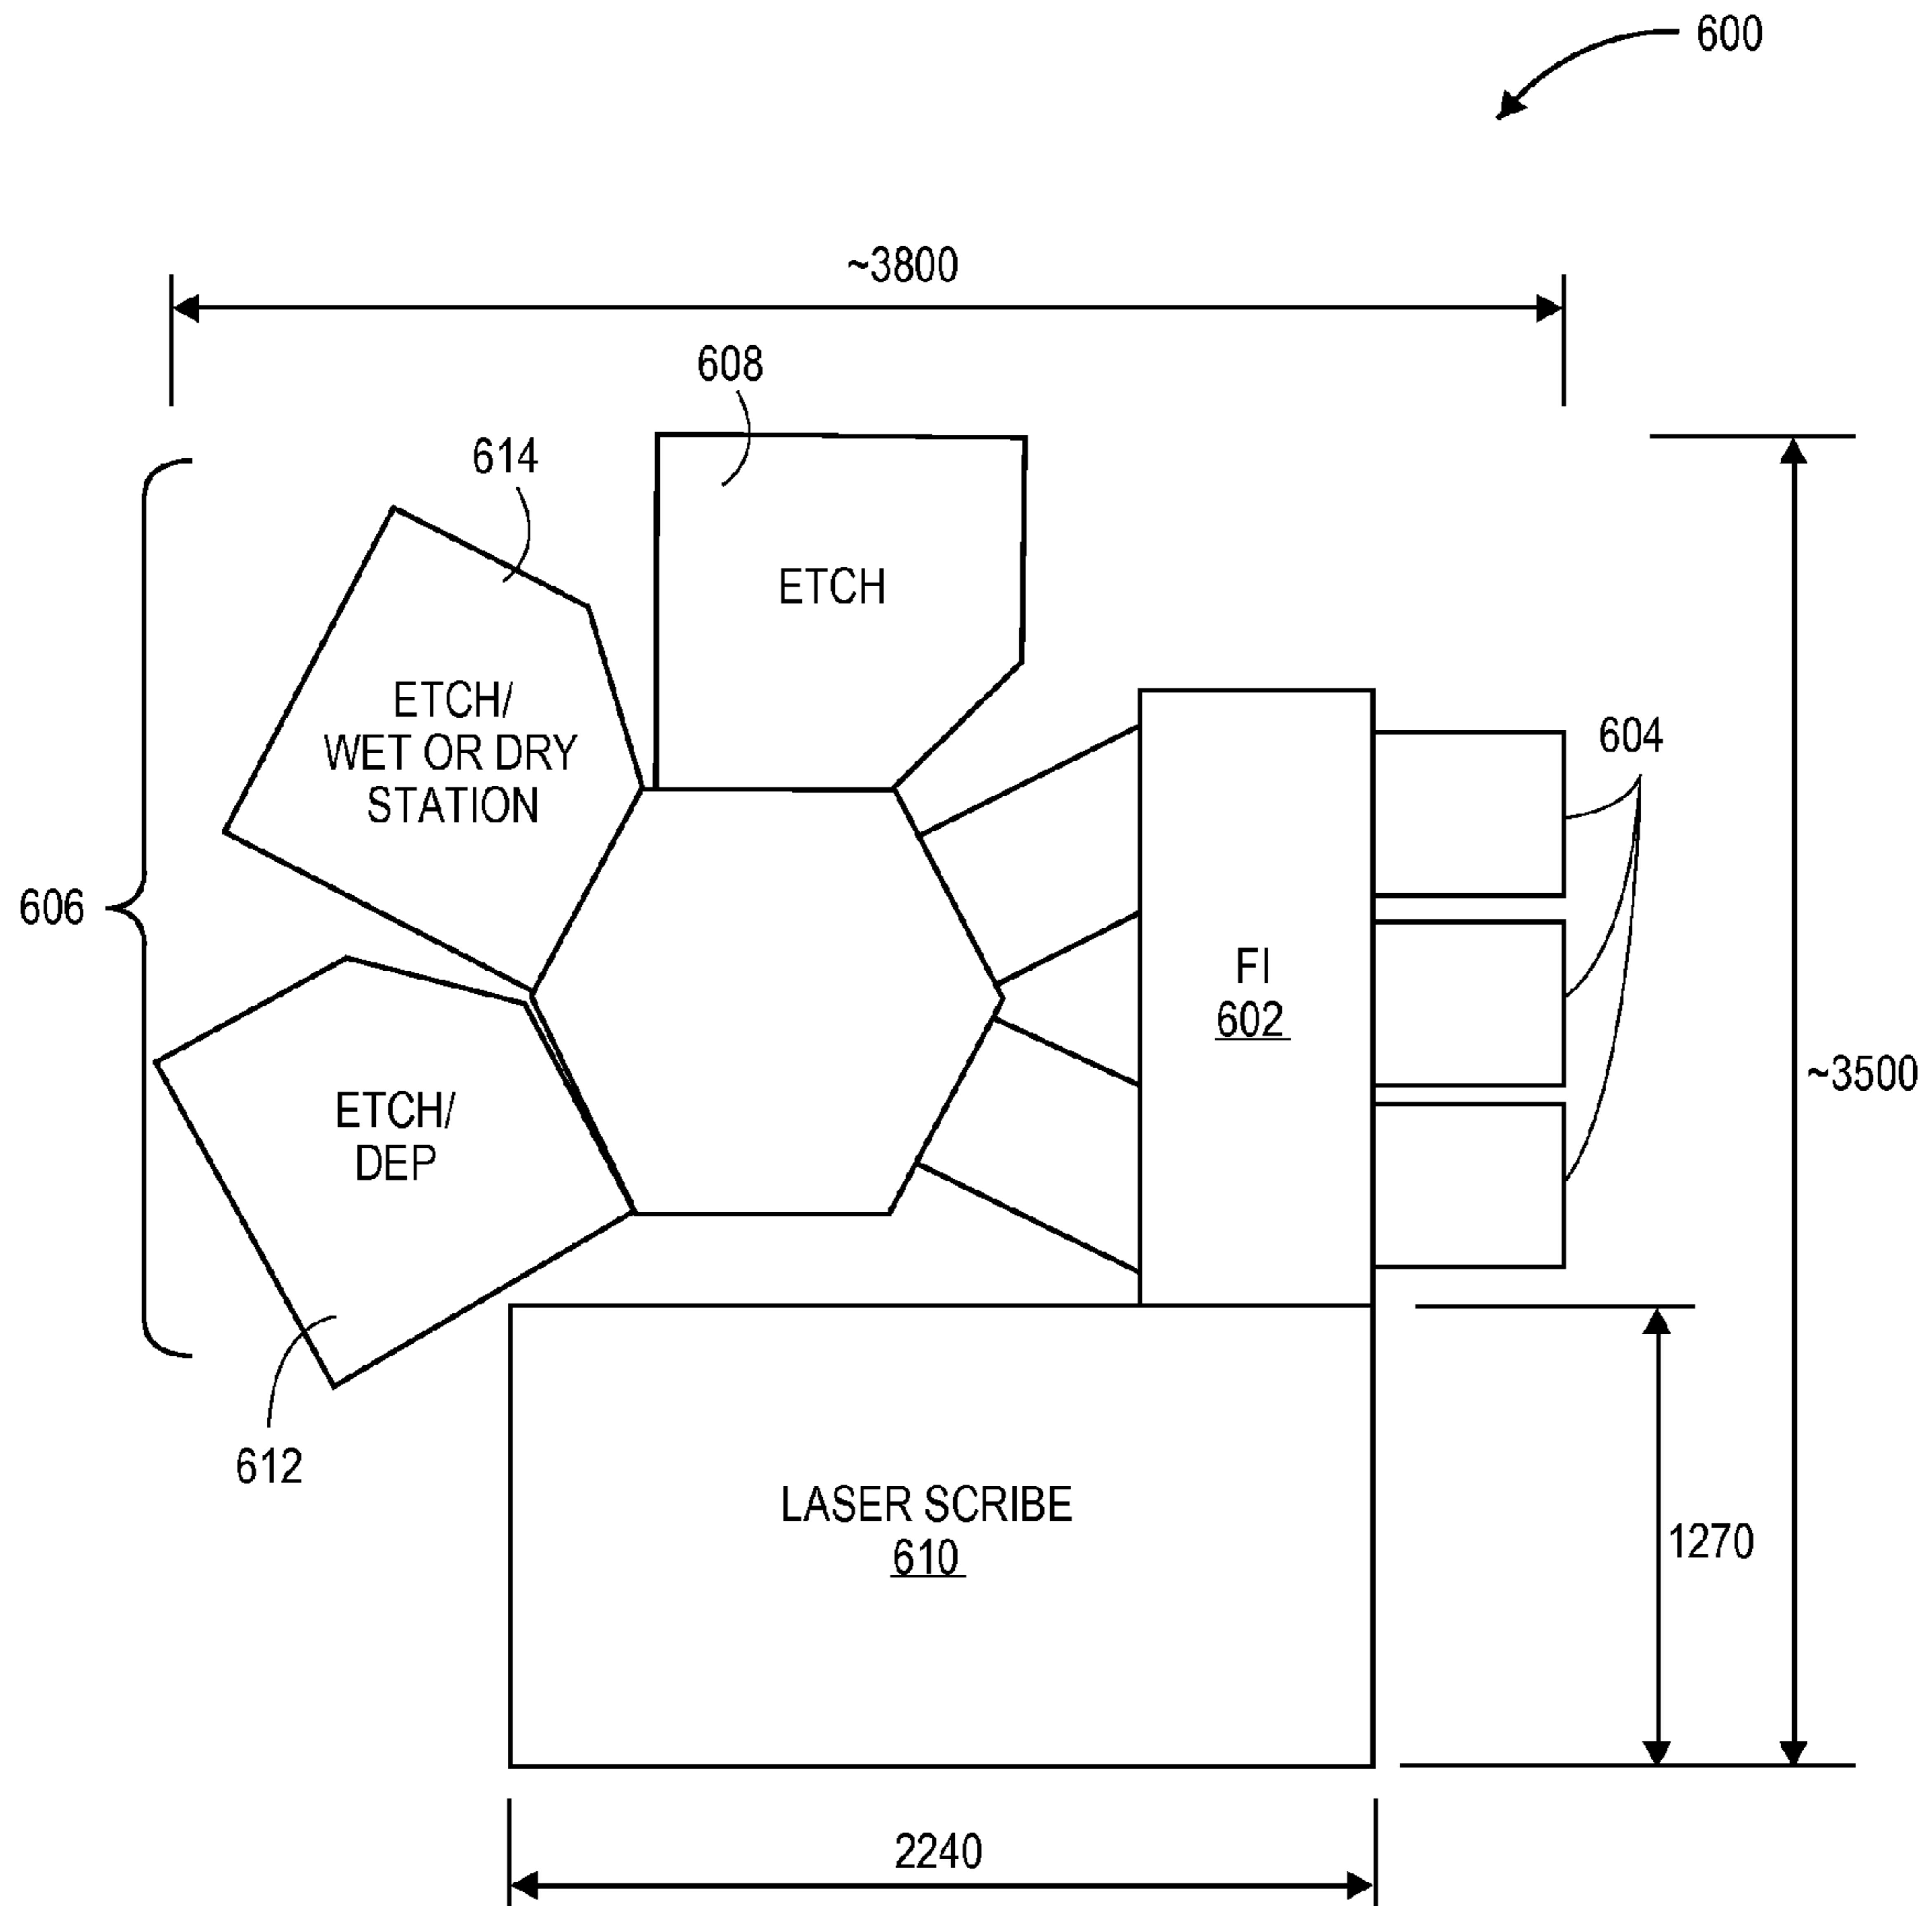 600
~3800
608
614
ETCH
ETCH/
WET OR DRY
STATION
604
606
FI
602
~3500
ETCH/
DEP
612
LASER SCRIBE
610
1270
2240